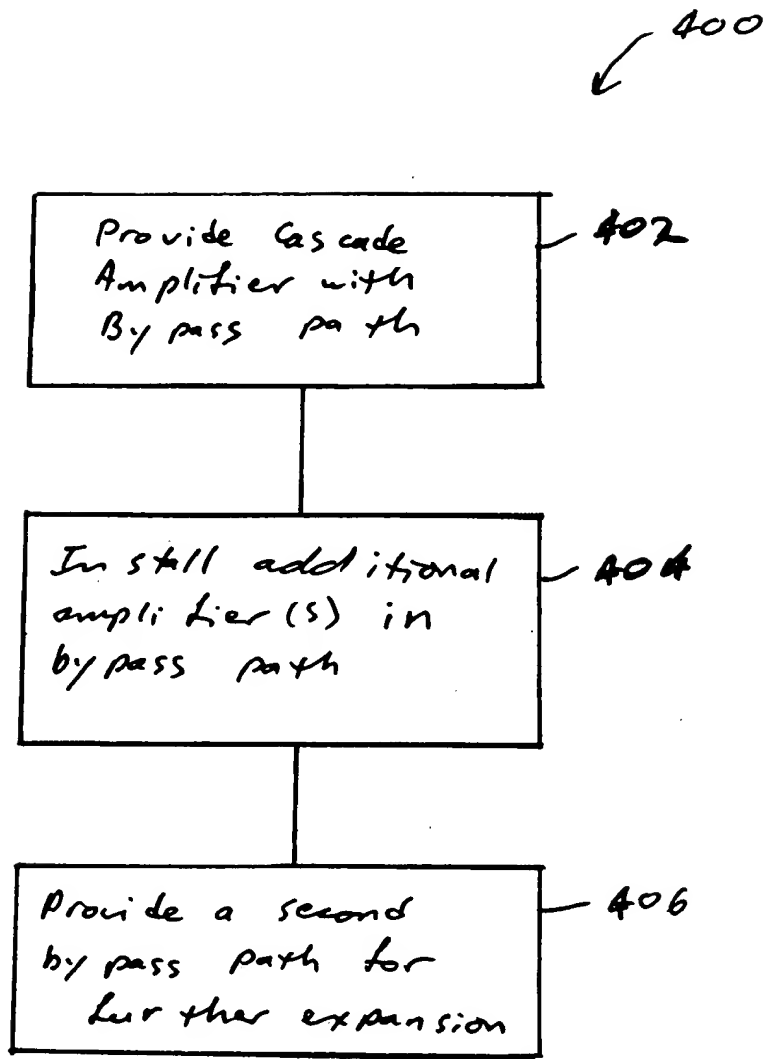 400
Provide Cascade
Amplifier with
Bypass path
402
Install additional
amplifier(s) in
bypass path
404
Provide a second
bypass path for
further expansion
406